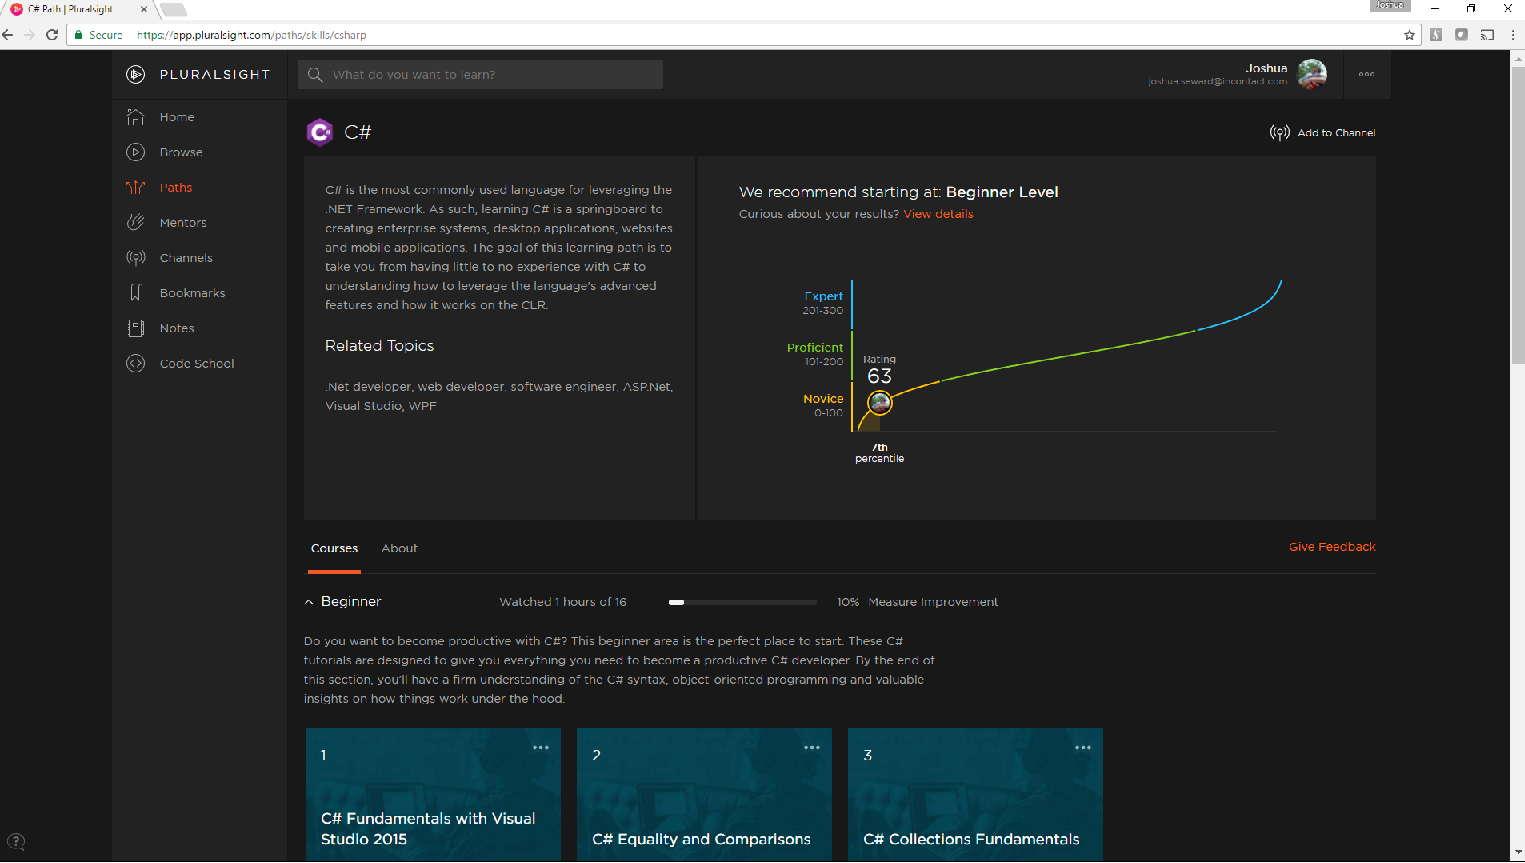 C# Path | Pluralsight
Joshua
Secure
https://app.pluralsight.com/paths/skills/csharp
PLURALSIGHT
What do you want to learn?
Joshua
joshua.seward@incontact.com
Home
Browse
Paths
Mentors
Channels
Bookmarks
Notes
Code School
C#
Add to Channel
C# is the most commonly used language for leveraging the
.NET Framework. As such, learning C# is a springboard to
creating enterprise systems, desktop applications, websites
and mobile applications. The goal of this learning path is to
take you from having little to no experience with C# to
understanding how to leverage the language's advanced
features and how it works on the CLR.
Related Topics
.Net developer, web developer, software engineer, ASP.Net,
Visual Studio, WPF
We recommend starting at: Beginner Level
Curious about your results? View details
Expert
201-300
Proficient
101-200
Novice
0-100
Rating
63
7th
percentile
Courses
About
Give Feedback
Beginner
Watched 1 hours of 16
10%
Measure Improvement
Do you want to become productive with C#? This beginner area is the perfect place to start. These C#
tutorials are designed to give you everything you need to become a productive C# developer. By the end of
this section, you'll have a firm understanding of the C# syntax, object-oriented programming and valuable
insights on how things work under the hood.
1
C# Fundamentals with Visual
Studio 2015
2
C# Equality and Comparisons
3
C# Collections Fundamentals